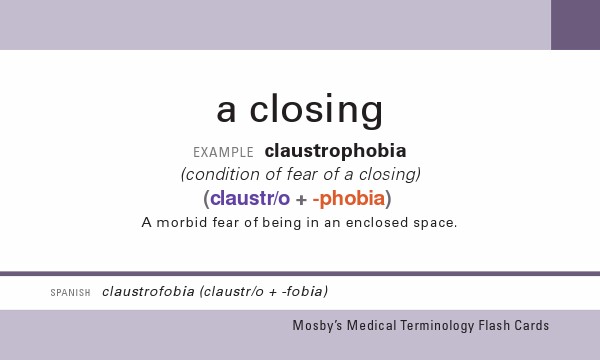 a closing
EXAMPLE claustrophobia
(condition of fear of a closing)
(claustr/o + -phobia)
A morbid fear of being in an enclosed space.
SPANISH claustrofobia (claustr/o + -fobia)
Mosby's Medical Terminology Flash Cards